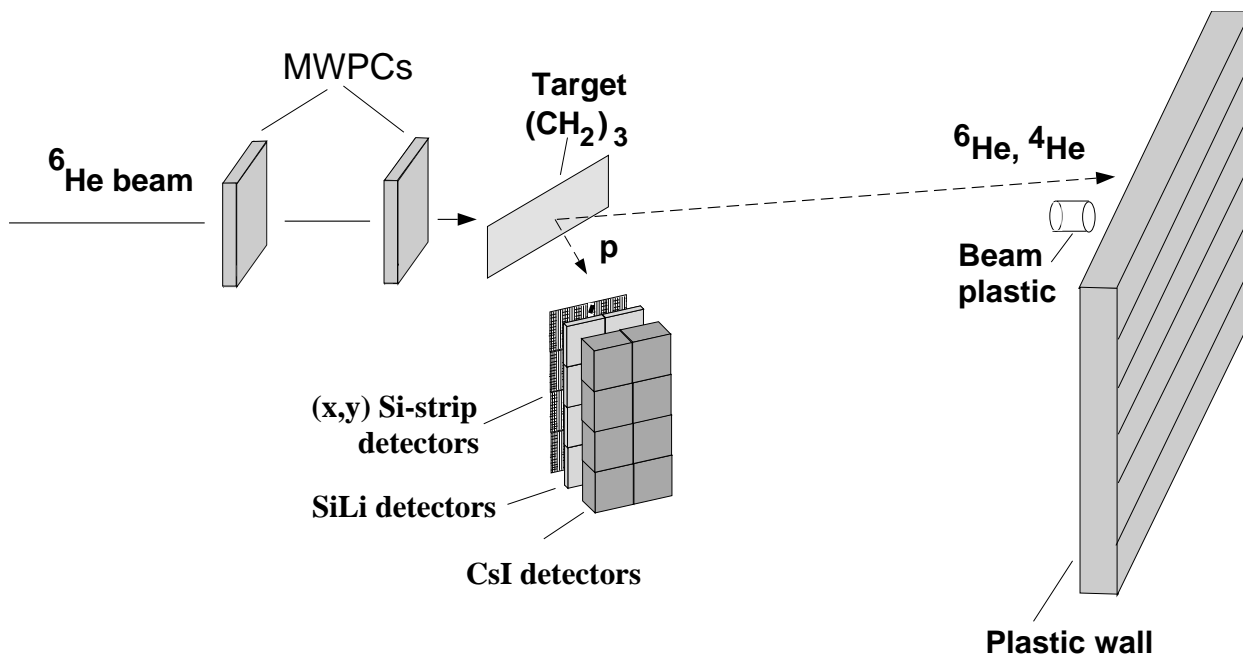 MWPCs
Target
(CH₂)₃
⁶He beam
⁶He, ⁴He
p
Beam
plastic
(x,y) Si-strip
detectors
SiLi detectors
CsI detectors
Plastic wall